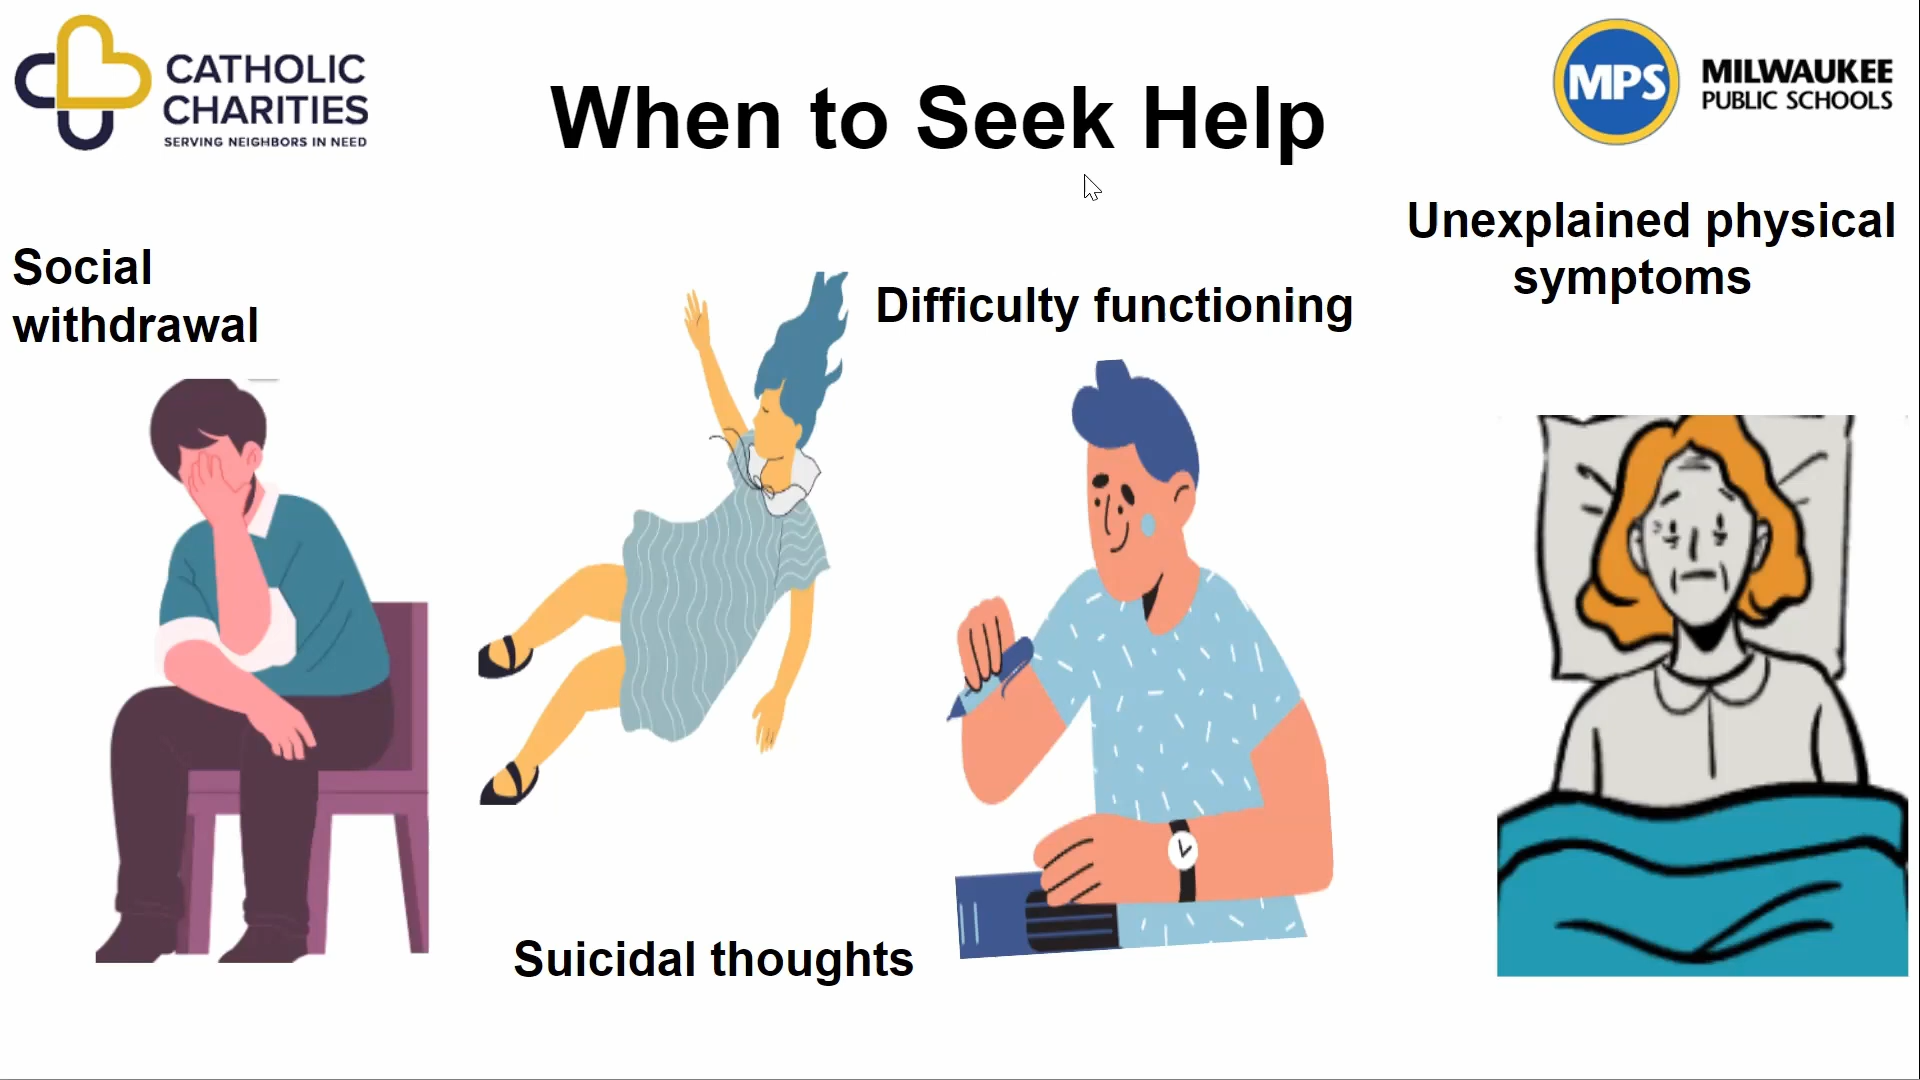 CATHOLIC
CHARITIES
SERVING NEIGHBORS IN NEED
When to Seek Help
MPS
MILWAUKEE
PUBLIC SCHOOLS
Social
withdrawal
Suicidal thoughts
Difficulty functioning
Unexplained physical
symptoms